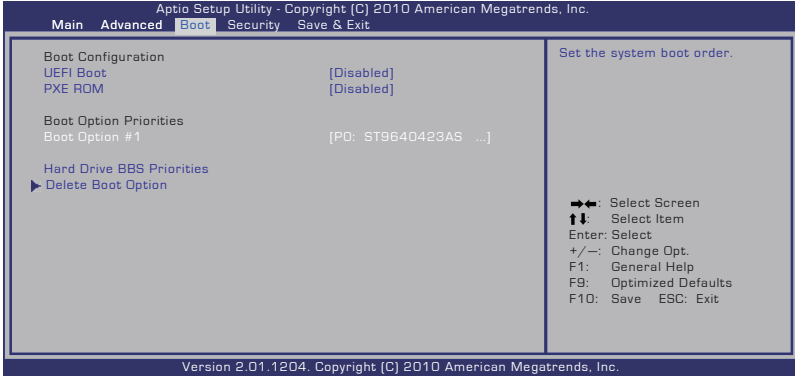 Aptio Setup Utility - Copyright (C) 2010 American Megatrends, Inc.
Main Advanced Boot Security Save & Exit
Boot Configuration
UEFI Boot [Disabled]
PXE ROM [Disabled]
Boot Option Priorities
Boot Option #1 [P0: ST9640423AS ...]
Hard Drive BBS Priorities
Delete Boot Option
Set the system boot order.
→←: Select Screen
↑↓: Select Item
Enter: Select
+/—: Change Opt.
F1: General Help
F9: Optimized Defaults
F10: Save ESC: Exit
Version 2.01.1204. Copyright (C) 2010 American Megatrends, Inc.